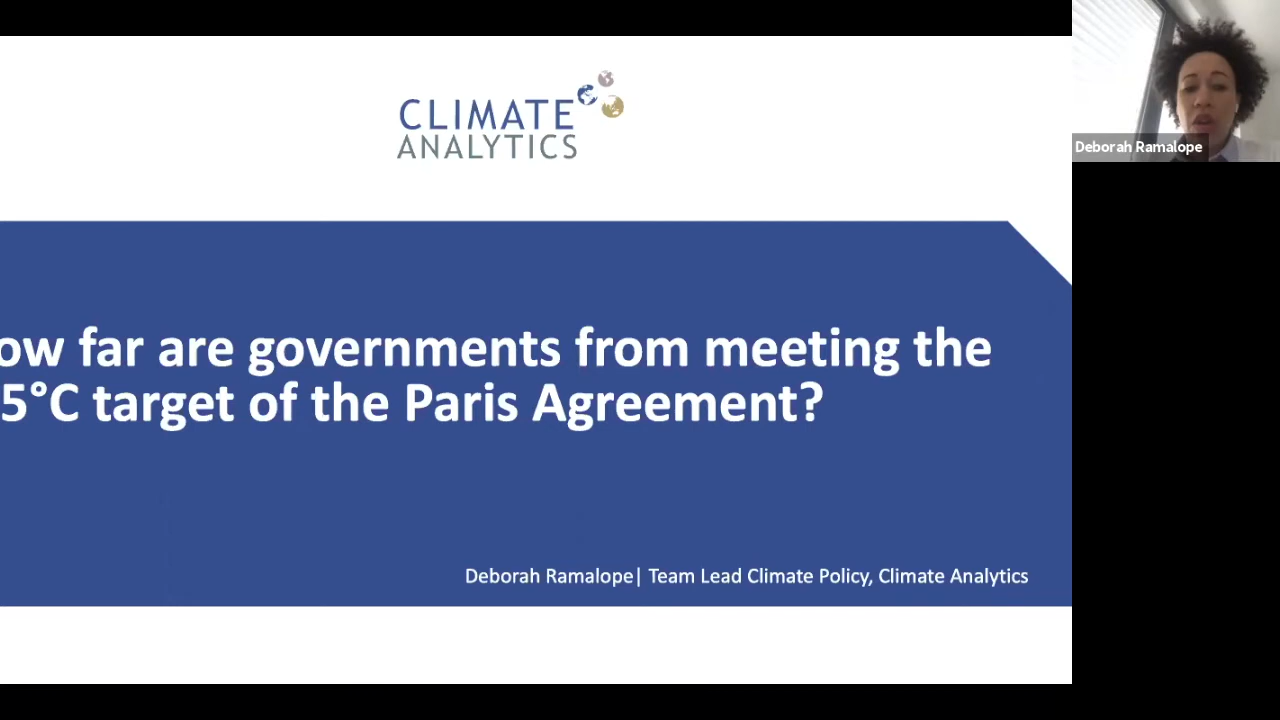 CLIMATE
ANALYTICS
Deborah Ramalope
ow far are governments from meeting the
5°C target of the Paris Agreement?
Deborah Ramalope| Team Lead Climate Policy, Climate Analytics